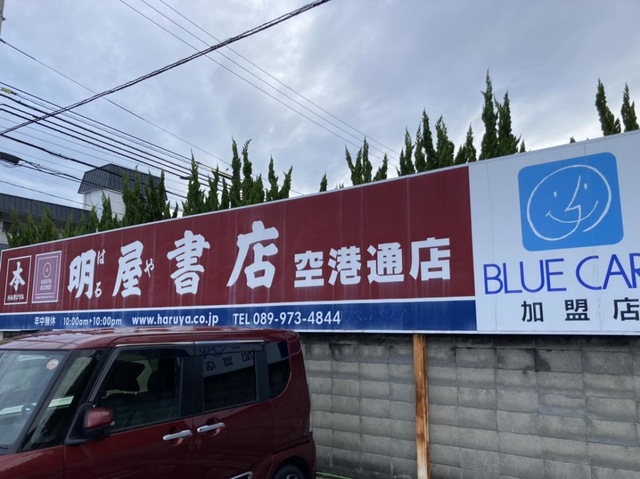 本
HARUYA
明屋書店 空港通店
はる や
年中無休 10:00am▸10:00pm www.haruya.co.jp TEL 089-973-4844
BLUE CAR
加盟店